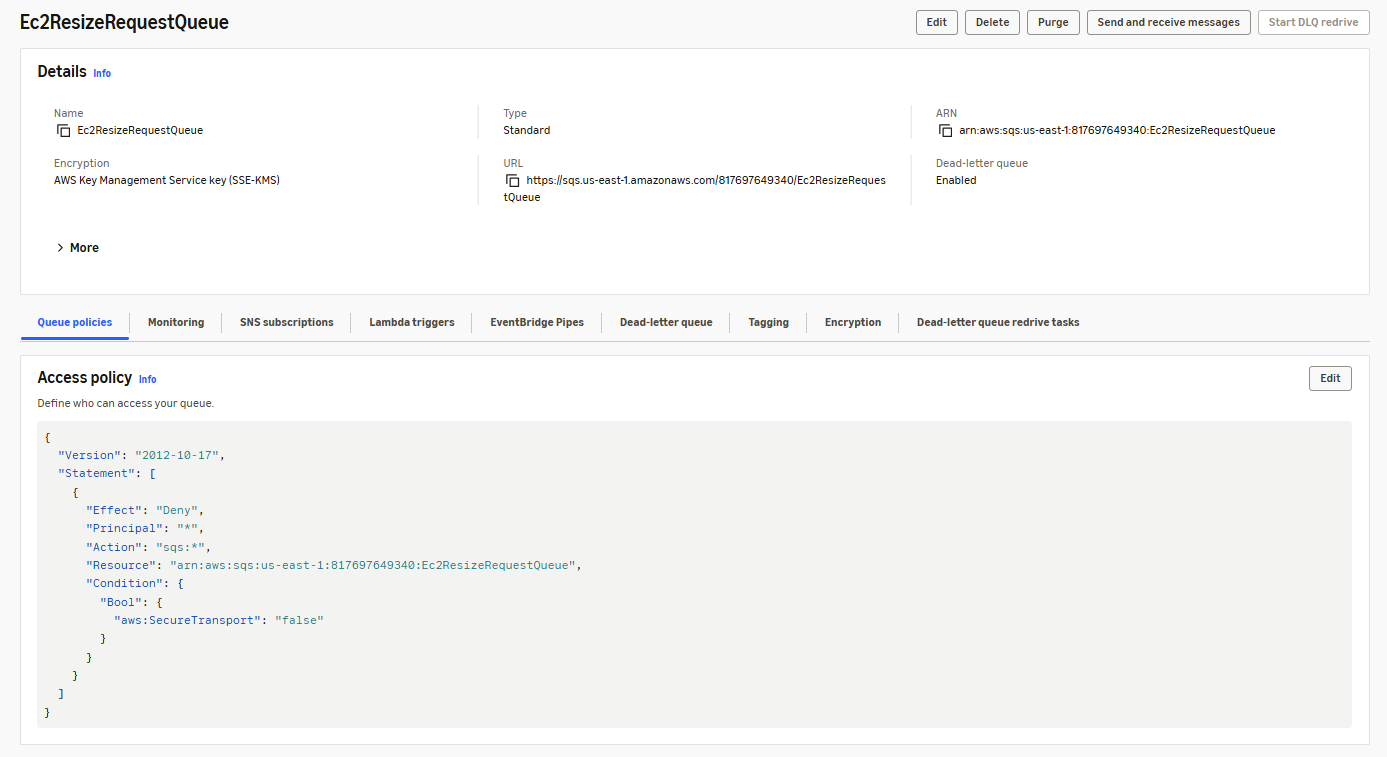 Ec2ResizeRequestQueue
Edit
Delete
Purge
Send and receive messages
Start DLQ redrive
Details Info
Name
Ec2ResizeRequestQueue
Type
Standard
ARN
arn:aws:sqs:us-east-1:817697649340:Ec2ResizeRequestQueue
Encryption
AWS Key Management Service key (SSE-KMS)
URL
https://sqs.us-east-1.amazonaws.com/817697649340/Ec2ResizeReques
tQueue
Dead-letter queue
Enabled
More
Queue policies
Monitoring
SNS subscriptions
Lambda triggers
EventBridge Pipes
Dead-letter queue
Tagging
Encryption
Dead-letter queue redrive tasks
Access policy Info
Edit
Define who can access your queue.
{
  "Version": "2012-10-17",
  "Statement": [
    {
      "Effect": "Deny",
      "Principal": "*",
      "Action": "sqs:*",
      "Resource": "arn:aws:sqs:us-east-1:817697649340:Ec2ResizeRequestQueue",
      "Condition": {
        "Bool": {
          "aws:SecureTransport": "false"
        }
      }
    }
  ]
}